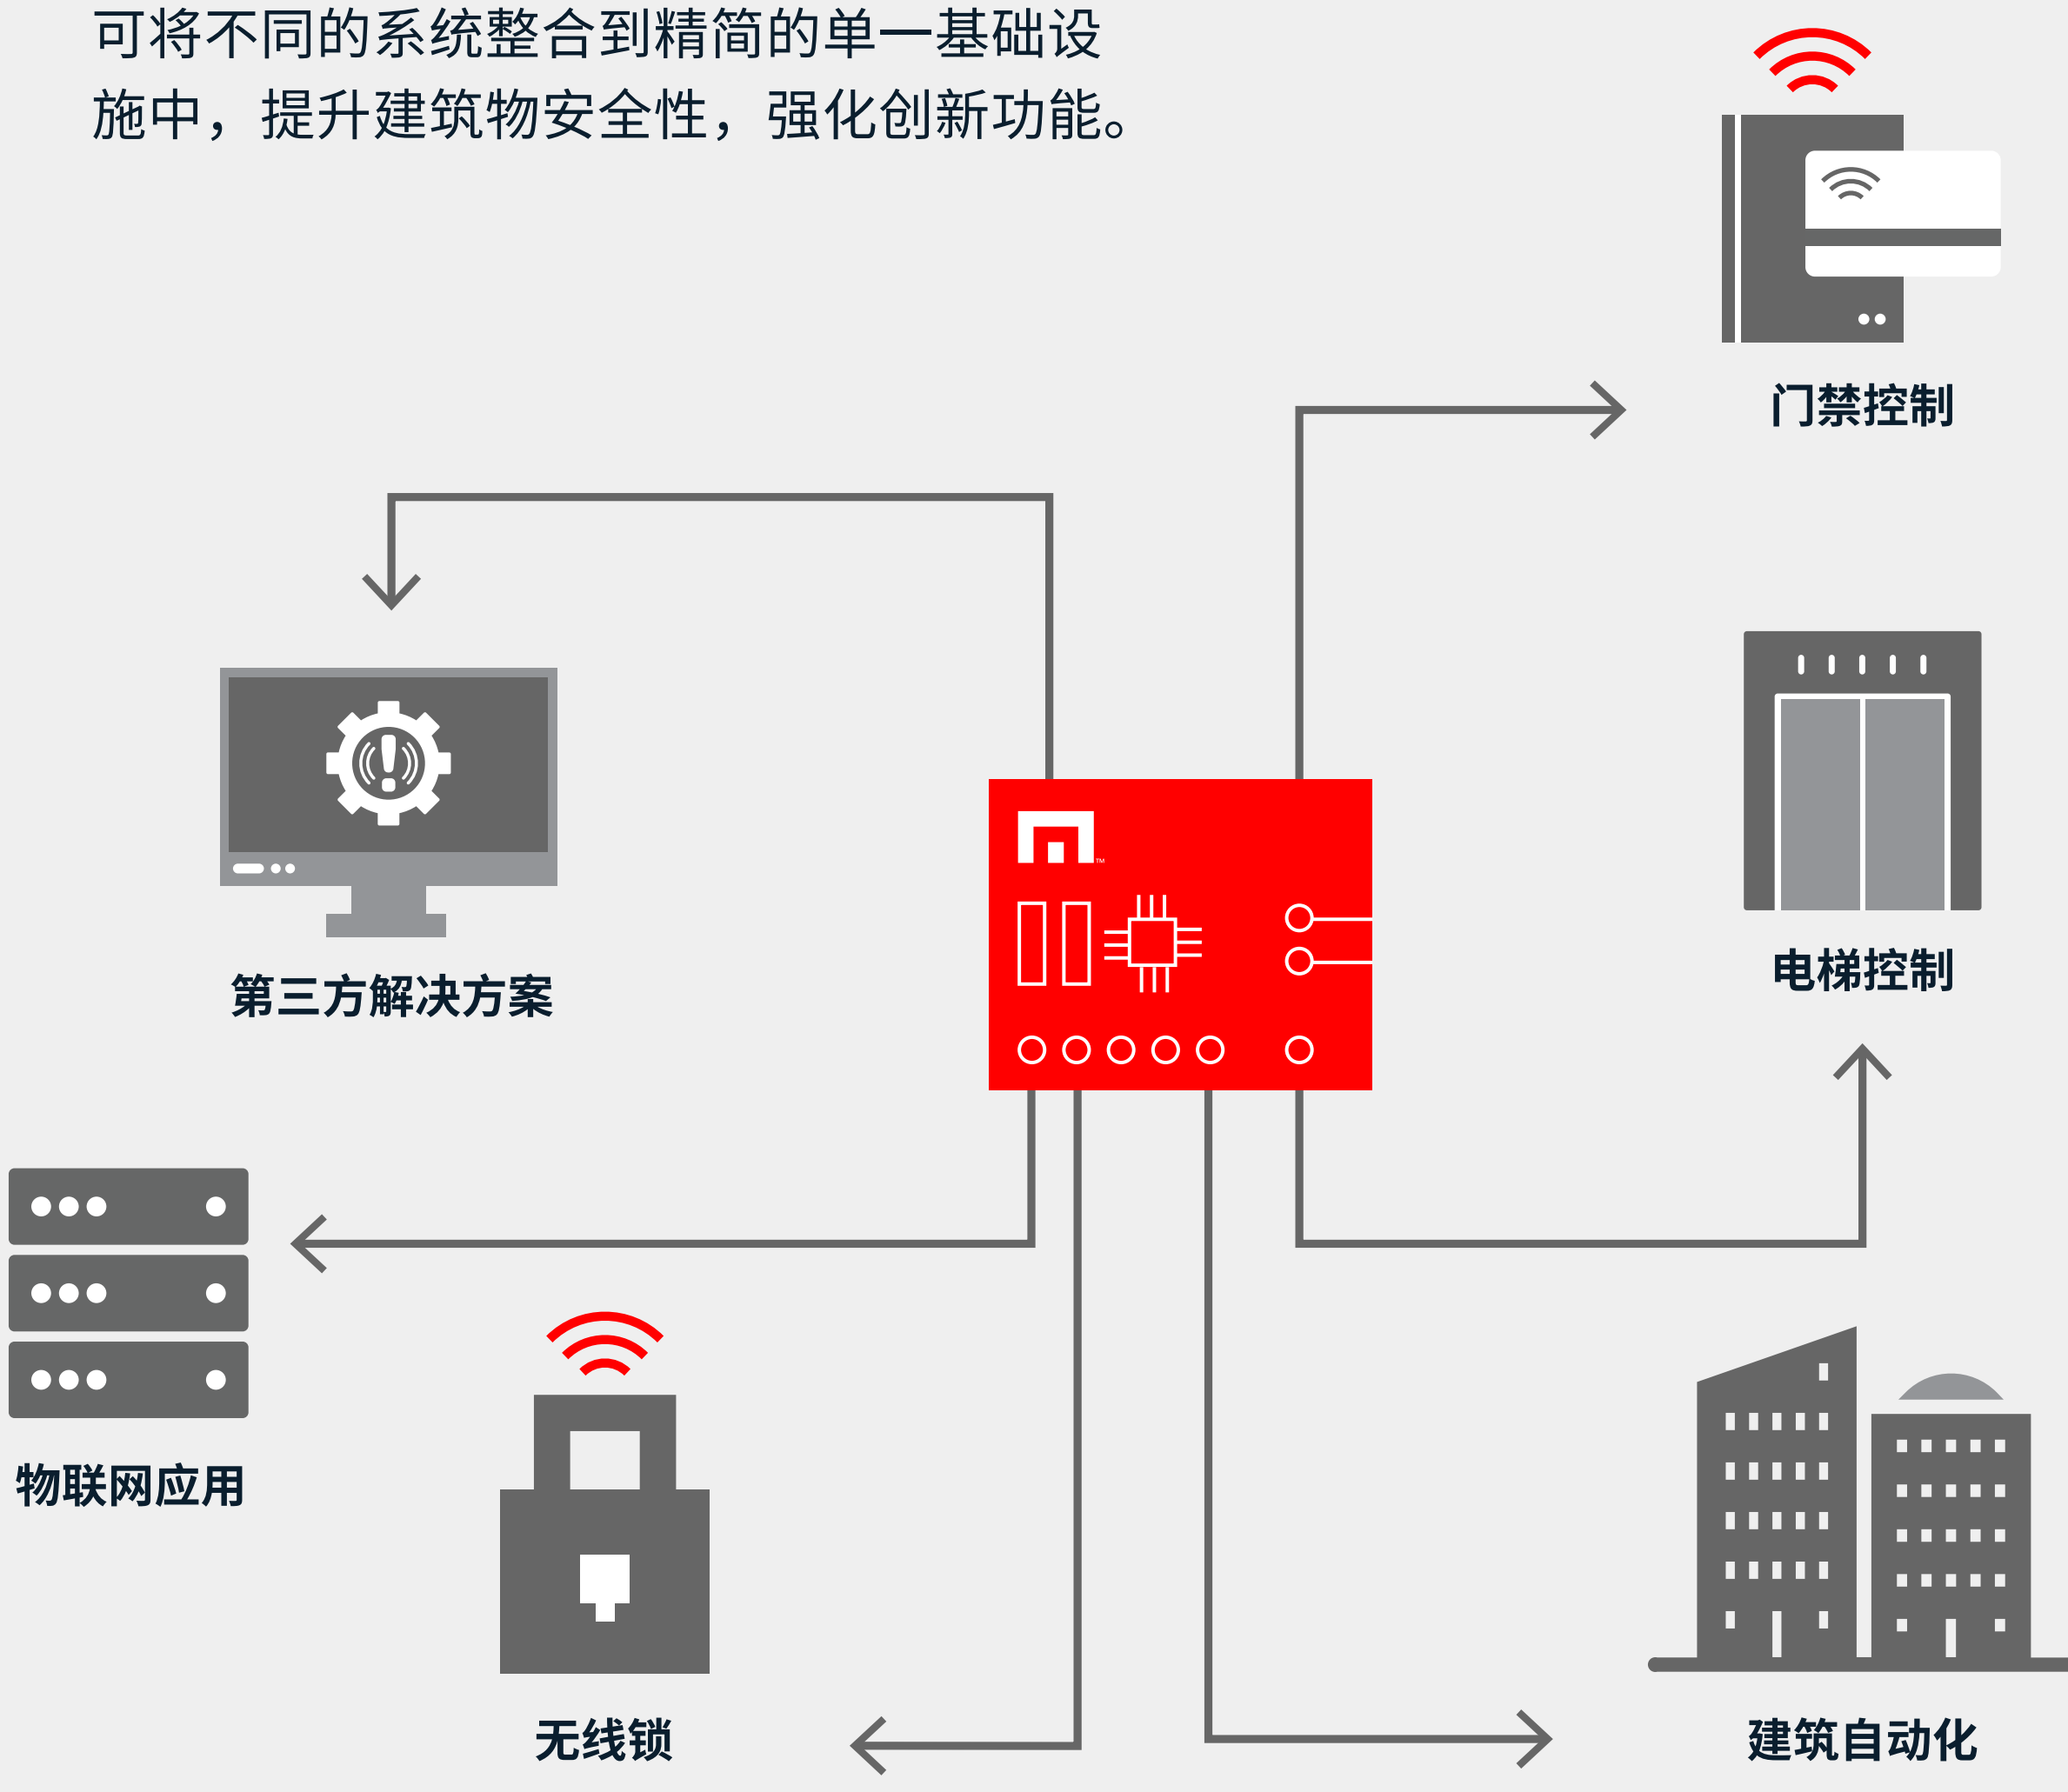 可将不同的系统整合到精简的单一基础设
施中，提升建筑物安全性，强化创新功能。
门禁控制
TM
第三方解决方案
电梯控制
物联网应用
无线锁
建筑自动化